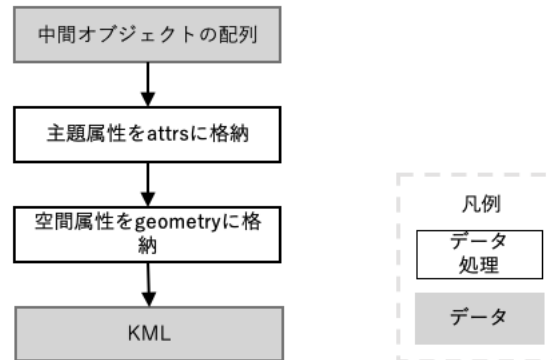 中間オブジェクトの配列
主題属性をattrsに格納
空間属性をgeometryに格
納
KML
凡例
データ
処理
データ